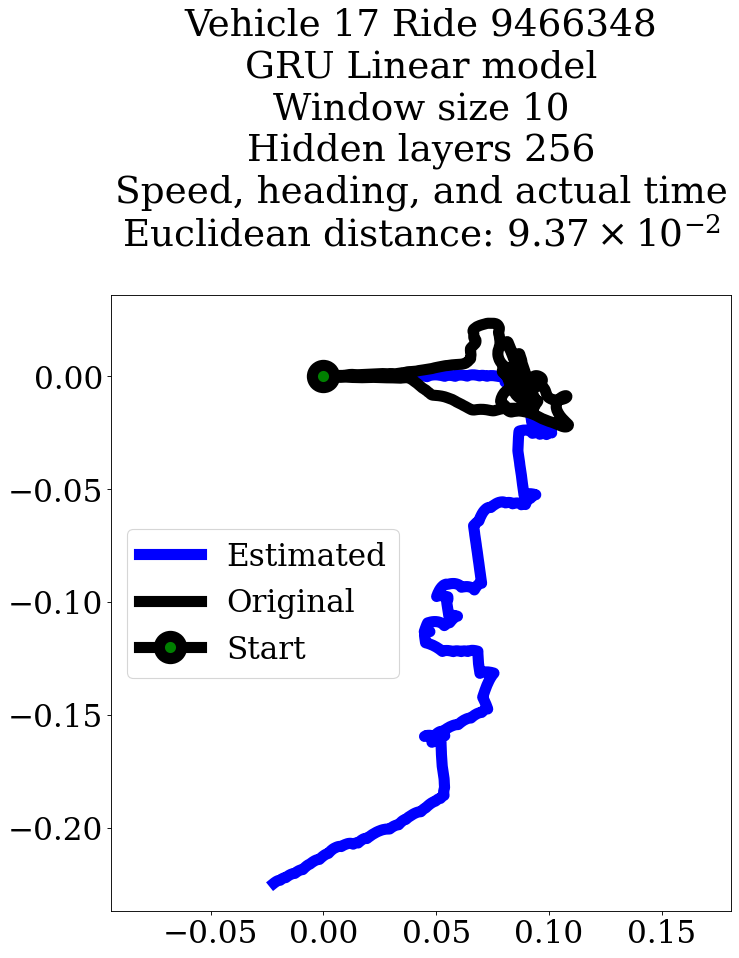 Vehicle 17 Ride 9466348
GRU Linear model
Window size 10
Hidden layers 256
Speed, heading, and actual time
Euclidean distance: 9.37 × 10⁻²
0.00
−0.05
−0.10
−0.15
−0.20
Estimated
Original
Start
−0.05 0.00 0.05 0.10 0.15